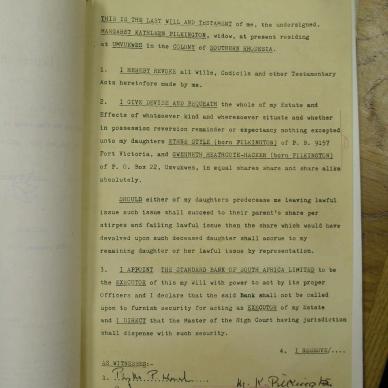 THIS IS THE LAST WILL AND TESTAMENT of me, the undersigned,
MARGARET KATHLEEN PILKINGTON, widow, at present residing
at UMVUKWES in the COLONY of SOUTHERN RHODESIA.
1. I HEREBY REVOKE all Wills, Codicils and other Testamentary
Acts heretofore made by me.
2. I GIVE DEVISE AND BEQUEATH the whole of my Estate and
Effects of whatsoever kind and wheresoever situate and whether
in possession reversion remainder or expectancy nothing excepted
unto my daughters STYLE (born PILKINGTON) of P. B. 9157
Fort Victoria, and GWENNETH HEATHCOTE-HACKER (born PILKINGTON)
of P. O. Box 22, Umvukwes, in equal shares share and share alike
absolutely.
SHOULD either of my daughters predecease me leaving lawful
issue such issue shall succeed to their parent's share per
stirpes and failing lawful issue then the share which would have
devolved upon such deceased daughter shall accrue to my
remaining daughter or her lawful issue by representation.
3. I APPOINT THE STANDARD BANK OF SOUTH AFRICA LIMITED to be
the EXECUTOR of this my will with power to act by its proper
Officers and I declare that the said Bank shall not be called
upon to furnish security for acting as EXECUTOR of my Estate
and I DIRECT that the Master of the High Court having jurisdiction
shall dispense with such security.
4. I RESERVE/....
AS WITNESSES:-
1. P. M. K. Pilkington